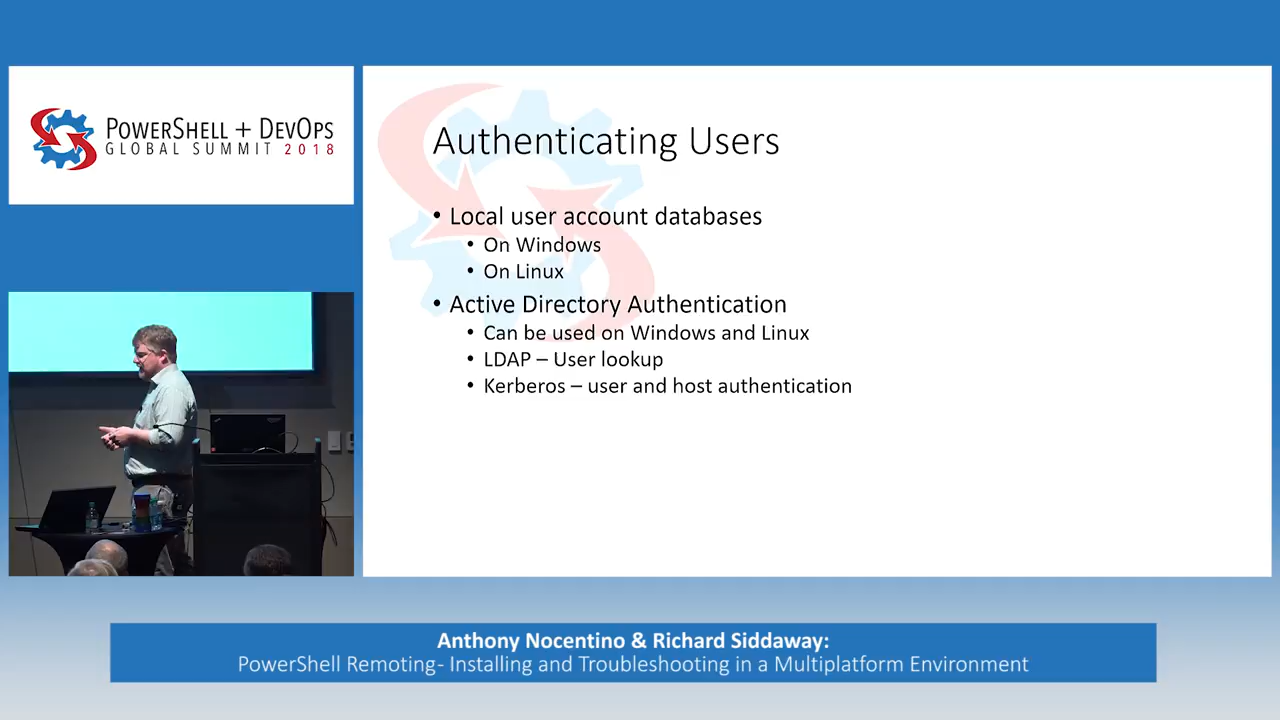 POWERSHELL + DEVOPS
GLOBAL SUMMIT 2018
Authenticating Users
• Local user account databases
• On Windows
• On Linux
• Active Directory Authentication
• Can be used on Windows and Linux
• LDAP – User lookup
• Kerberos – user and host authentication
Anthony Nocentino & Richard Siddaway:
PowerShell Remoting- Installing and Troubleshooting in a Multiplatform Environment